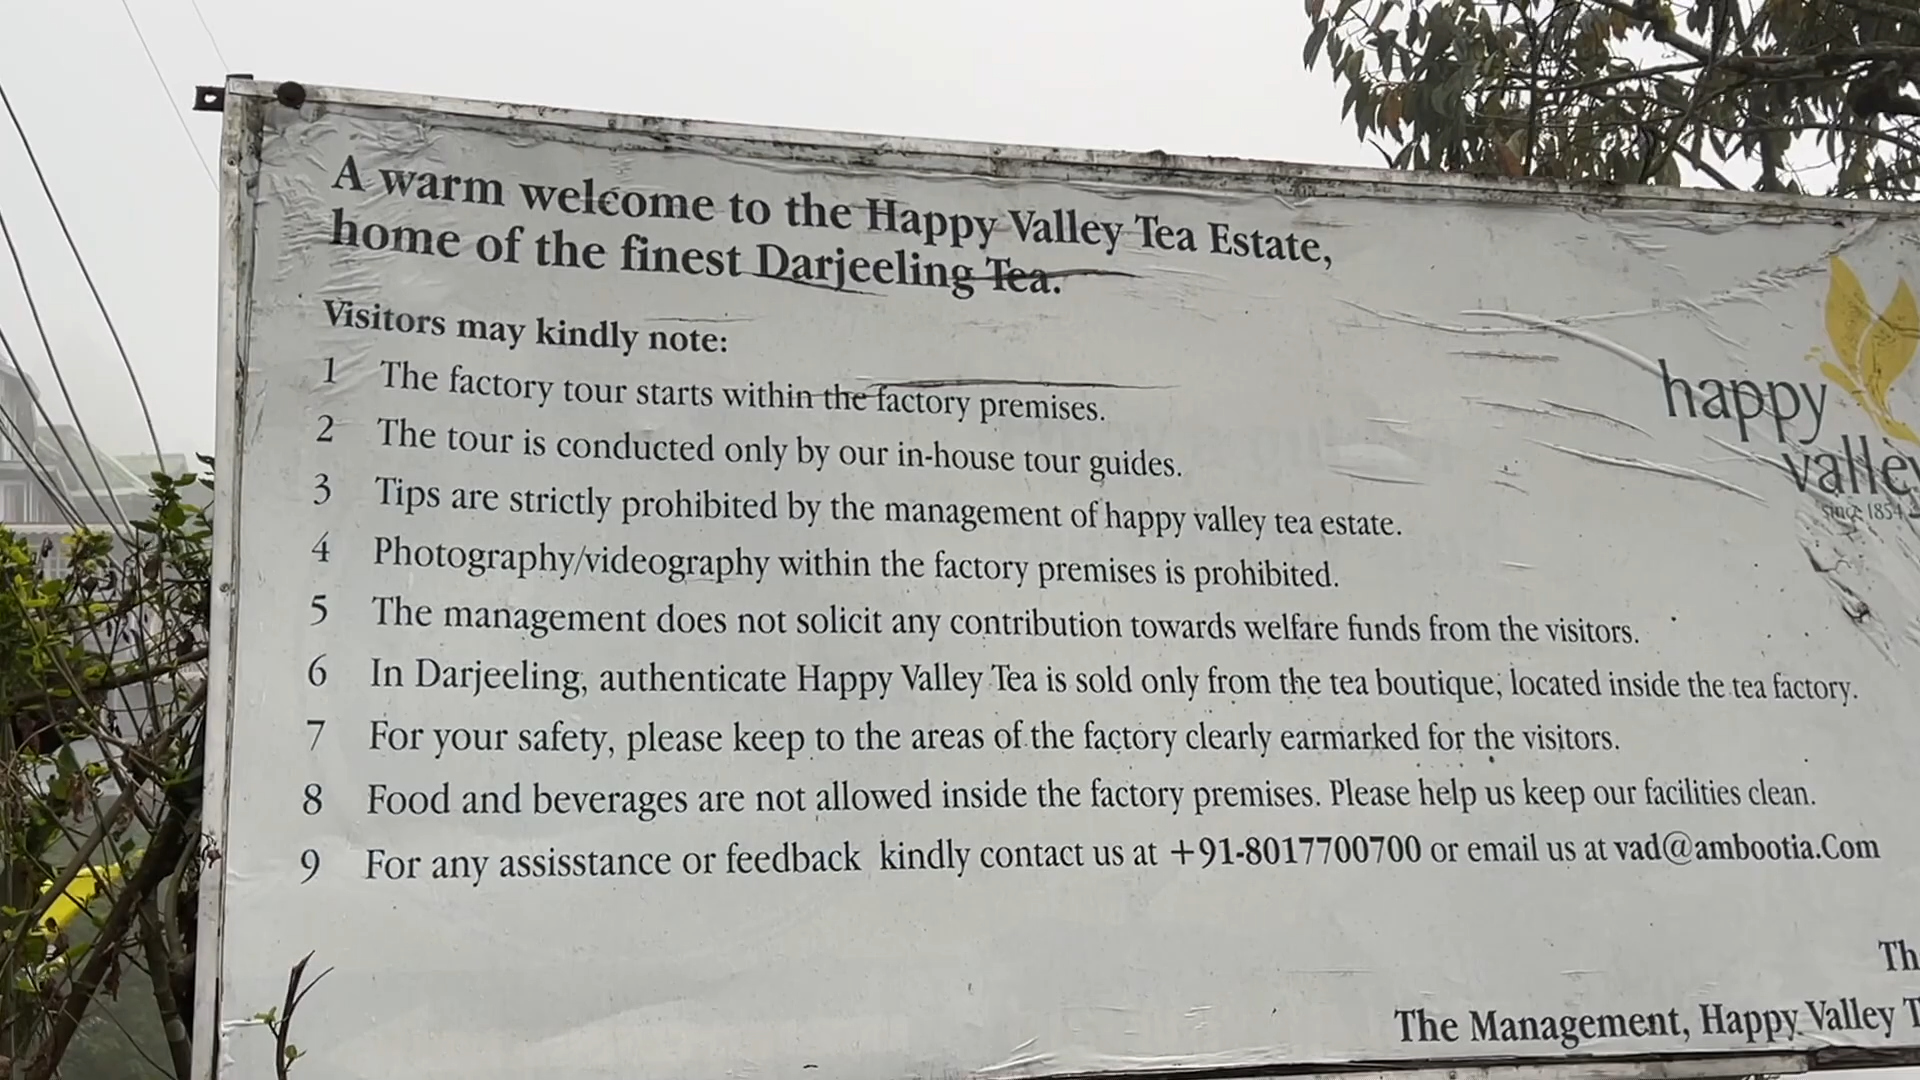 A warm welcome to the Happy Valley Tea Estate,
home of the finest Darjeeling Tea.
Visitors may kindly note:
1 The factory tour starts within the factory premises.
2 The tour is conducted only by our in-house tour guides.
3 Tips are strictly prohibited by the management of happy valley tea estate.
4 Photography/videography within the factory premises is prohibited.
5 The management does not solicit any contribution towards welfare funds from the visitors.
6 In Darjeeling, authenticate Happy Valley Tea is sold only from the tea boutique, located inside the tea factory.
7 For your safety, please keep to the areas of the factory clearly earmarked for the visitors.
8 Food and beverages are not allowed inside the factory premises. Please help us keep our facilities clean.
9 For any assisstance or feedback kindly contact us at +91-8017700700 or email us at vad@ambootia.Com
happy
valley
since 1854
The Management, Happy Valley